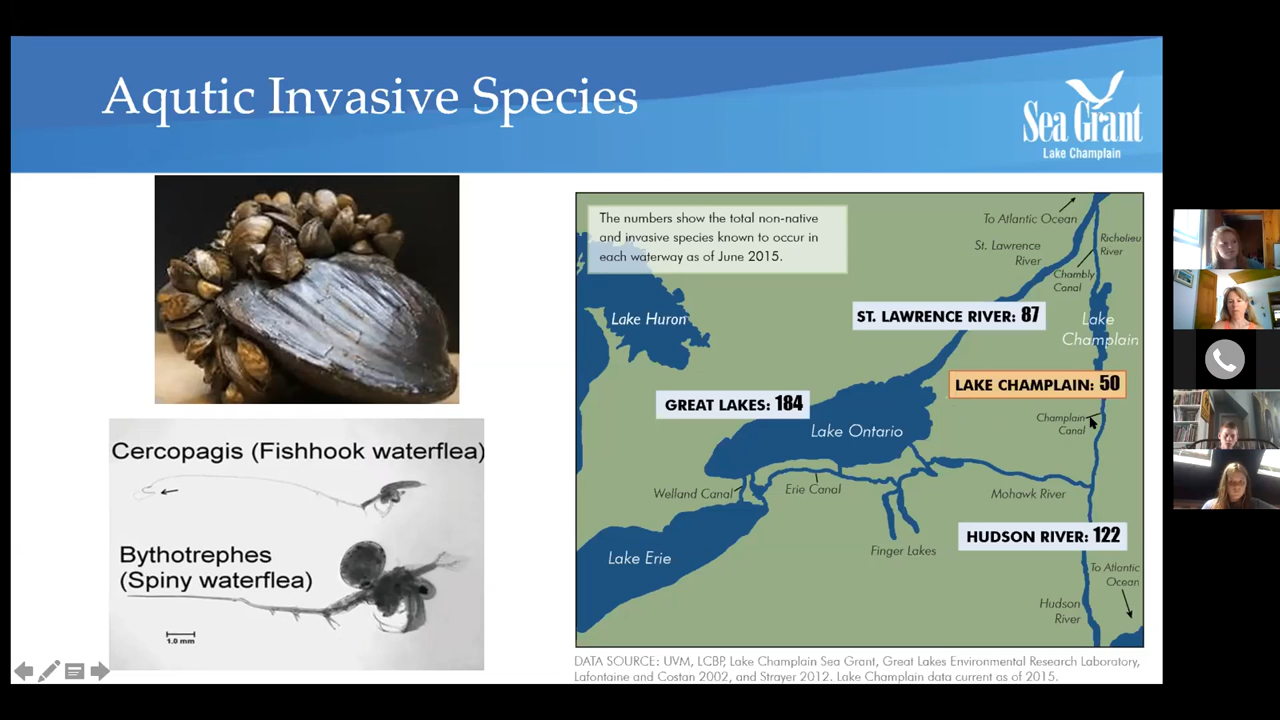 Aqutic Invasive Species
Sea Grant
Lake Champlain
Cercopagis (Fishhook waterflea)
Bythotrephes
(Spiny waterflea)
1.0 mm
The numbers show the total non-native
and invasive species known to occur in
each waterway as of June 2015.
To Atlantic Ocean
St. Lawrence
River
Richelieu
River
Chambly
Canal
Lake Huron
ST. LAWRENCE RIVER: 87
Lake
Champlain
LAKE CHAMPLAIN: 50
GREAT LAKES: 184
Champlain
Canal
Lake Ontario
Welland Canal
Erie Canal
Mohawk River
Finger Lakes
HUDSON RIVER: 122
Lake Erie
To Atlantic
Ocean
Hudson
River
DATA SOURCE: UVM, LCBP, Lake Champlain Sea Grant, Great Lakes Environmental Research Laboratory,
Lafontaine and Costan 2002, and Strayer 2012. Lake Champlain data current as of 2015.